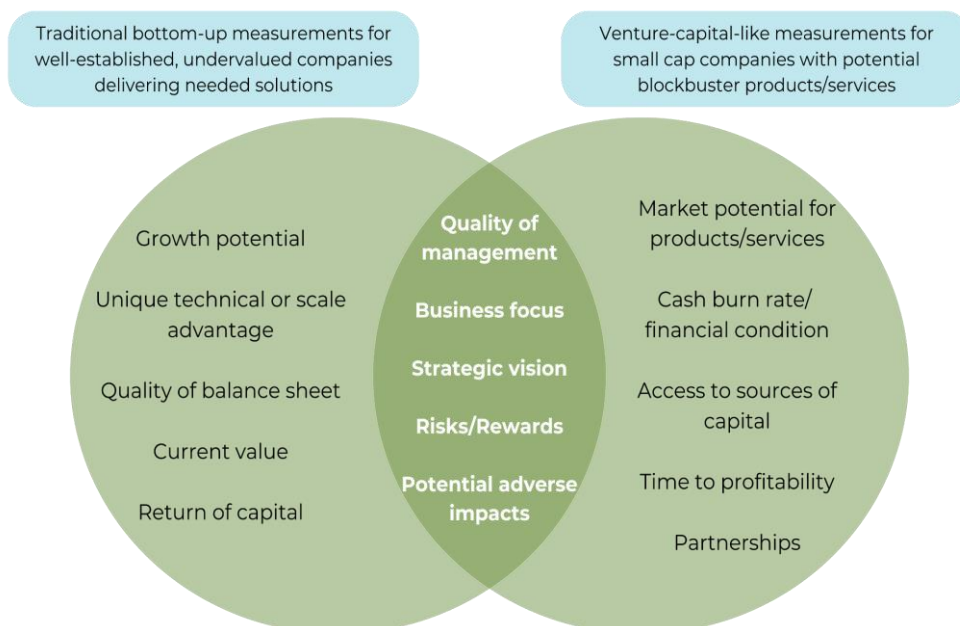 Traditional bottom-up measurements for
well-established, undervalued companies
delivering needed solutions
Venture-capital-like measurements for
small cap companies with potential
blockbuster products/services
Growth potential
Unique technical or scale
advantage
Quality of balance sheet
Current value
Return of capital
Quality of
management
Business focus
Strategic vision
Risks/Rewards
Potential adverse
impacts
Market potential for
products/services
Cash burn rate/
financial condition
Access to sources of
capital
Time to profitability
Partnerships